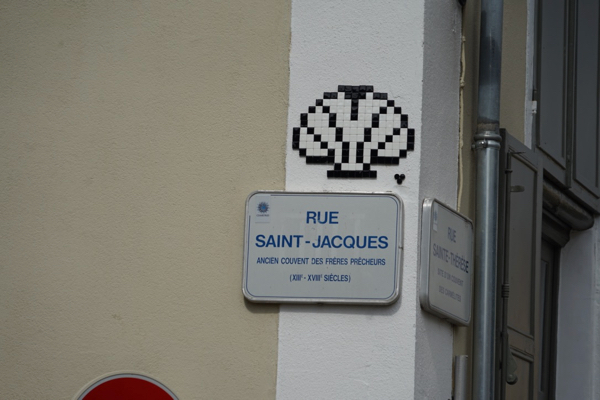 RUE
SAINT-JACQUES
ANCIEN COUVENT DES FRÈRES PRÊCHEURS
(XIIIᵉ - XVIIIᵉ SIÈCLES)
RUE
SAINTE-THÉRÈSE